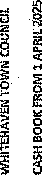 WHITEHAVEN TOWN COUNCIL
CASH BOOK FROM 1 APRIL 2025